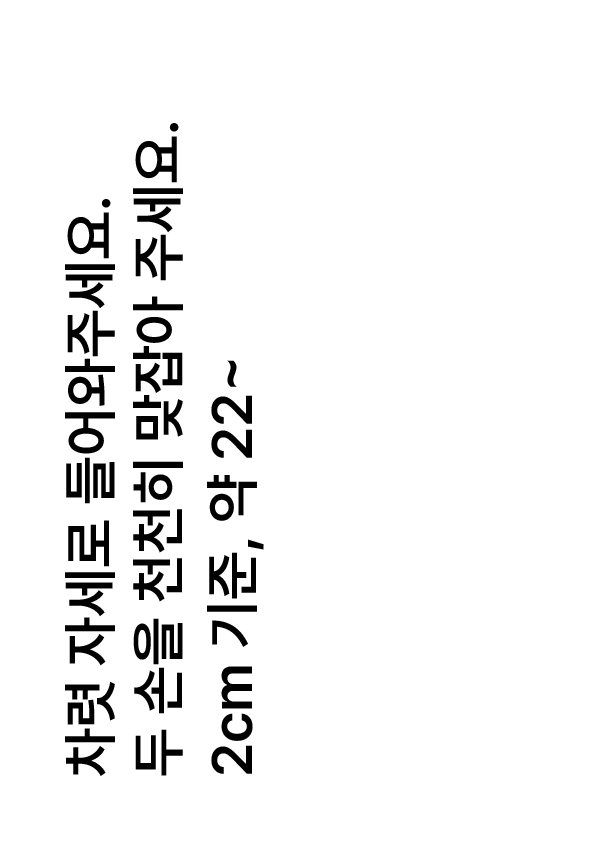 차렷 자세로 들어와주세요.
두 손을 천천히 맞잡아 주세요.
2cm 기준, 약 22~